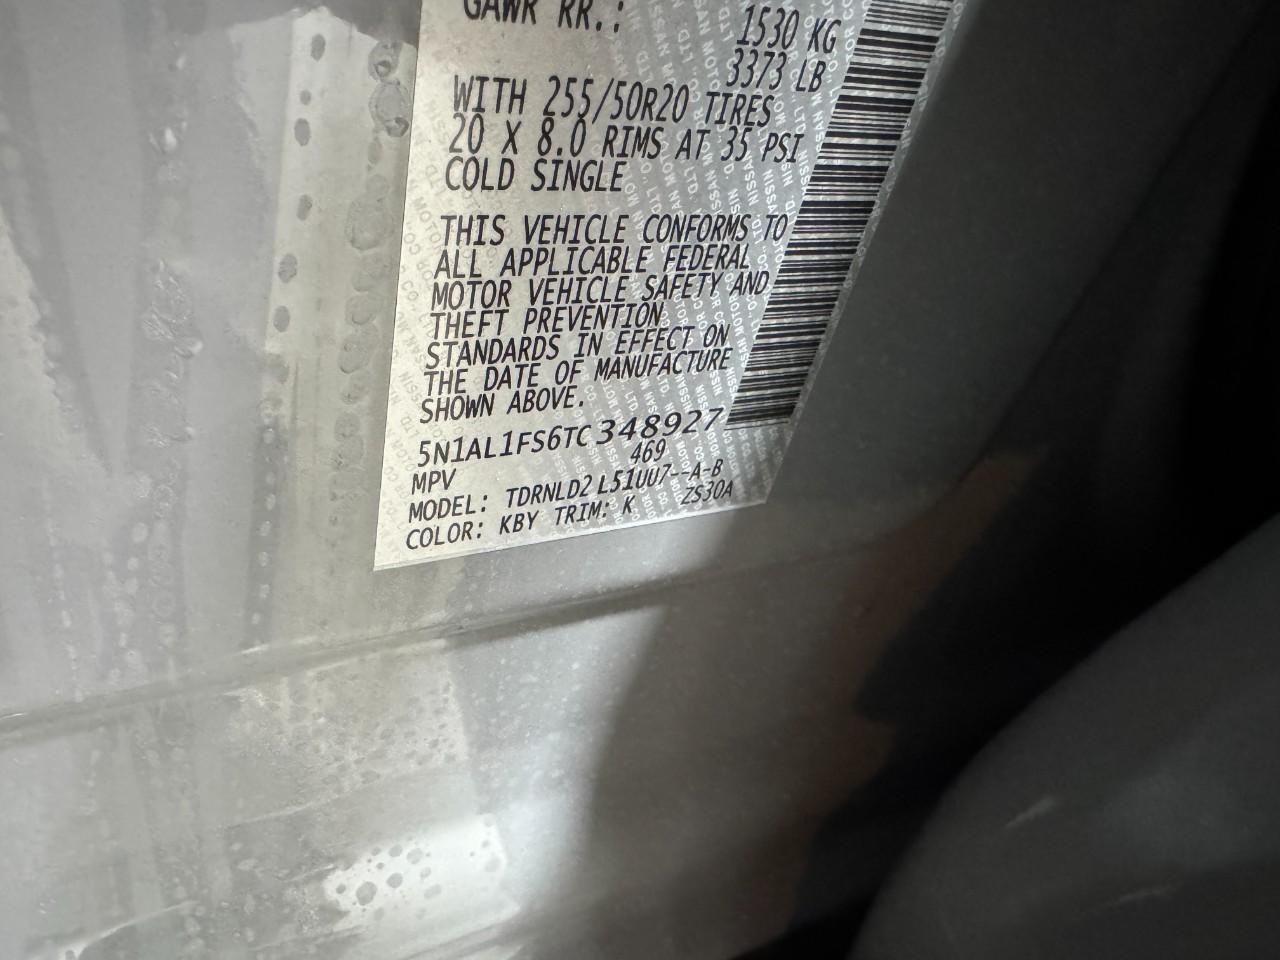 GAWR RR.:
1530 KG
3373 LB
WITH 255/50R20 TIRES
20 X 8.0 RIMS AT 35 PSI
COLD SINGLE
THIS VEHICLE CONFORMS TO
ALL APPLICABLE FEDERAL
MOTOR VEHICLE SAFETY AND
THEFT PREVENTION
STANDARDS IN EFFECT ON
THE DATE OF MANUFACTURE
SHOWN ABOVE.
5N1AL1FS6TC348927
MPV 469
MODEL: TDRNLD2 L51UU7--A-B
COLOR: KBY TRIM: K ZS30A